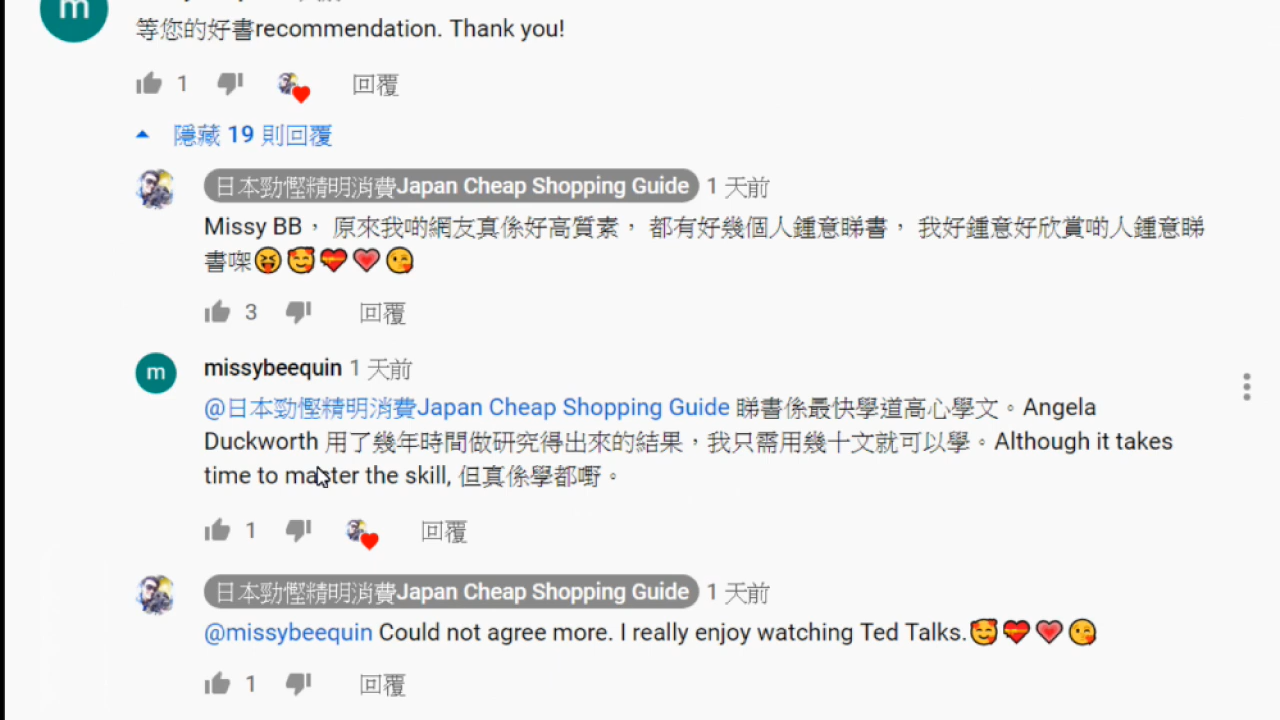 m
等您的好書recommendation. Thank you!
1 回覆
隱藏 19 則回覆
日本勁慳精明消費Japan Cheap Shopping Guide 1 天前
Missy BB， 原來我啲網友真係好高質素， 都有好幾個人鍾意睇書， 我好鍾意好欣賞啲人鍾意睇
書㗎😝🥰💝💗😘
3 回覆
m missybeequin 1 天前
@日本勁慳精明消費Japan Cheap Shopping Guide 睇書係最快學道高心學文。Angela
Duckworth 用了幾年時間做研究得出來的結果，我只需用幾十文就可以學。Although it takes
time to master the skill, 但真係學都嘢。
1 回覆
日本勁慳精明消費Japan Cheap Shopping Guide 1 天前
@missybeequin Could not agree more. I really enjoy watching Ted Talks.🥰💝💗😘
1 回覆